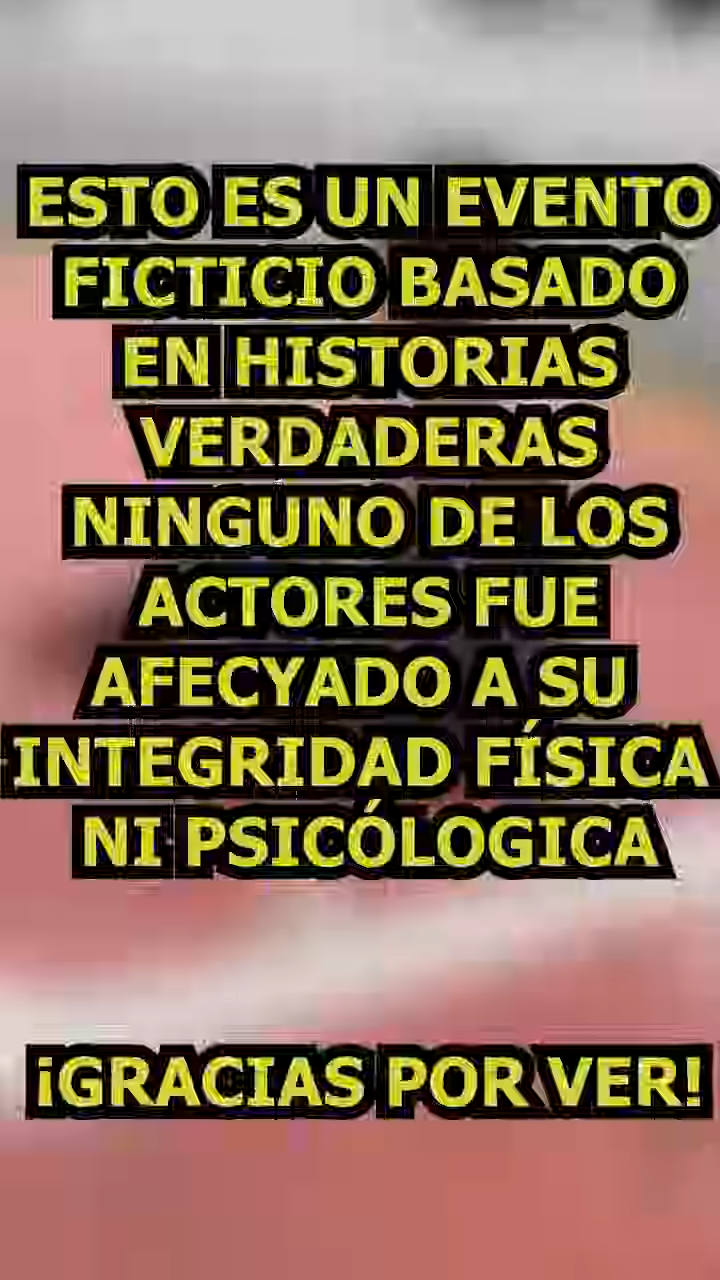 ESTO ES UN EVENTO
FICTICIO BASADO
EN HISTORIAS
VERDADERAS
NINGUNO DE LOS
ACTORES FUE
AFECYADO A SU
INTEGRIDAD FÍSICA
NI PSICÓLOGICA
¡GRACIAS POR VER!